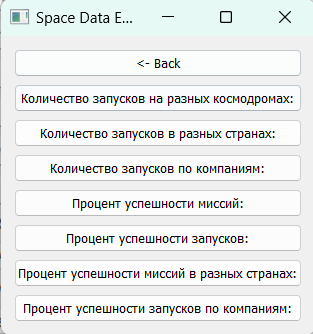 Space Data E...
<- Back
Количество запусков на разных космодромах:
Количество запусков в разных странах:
Количество запусков по компаниям:
Процент успешности миссий:
Процент успешности запусков:
Процент успешности миссий в разных странах:
Процент успешности запусков по компаниям: